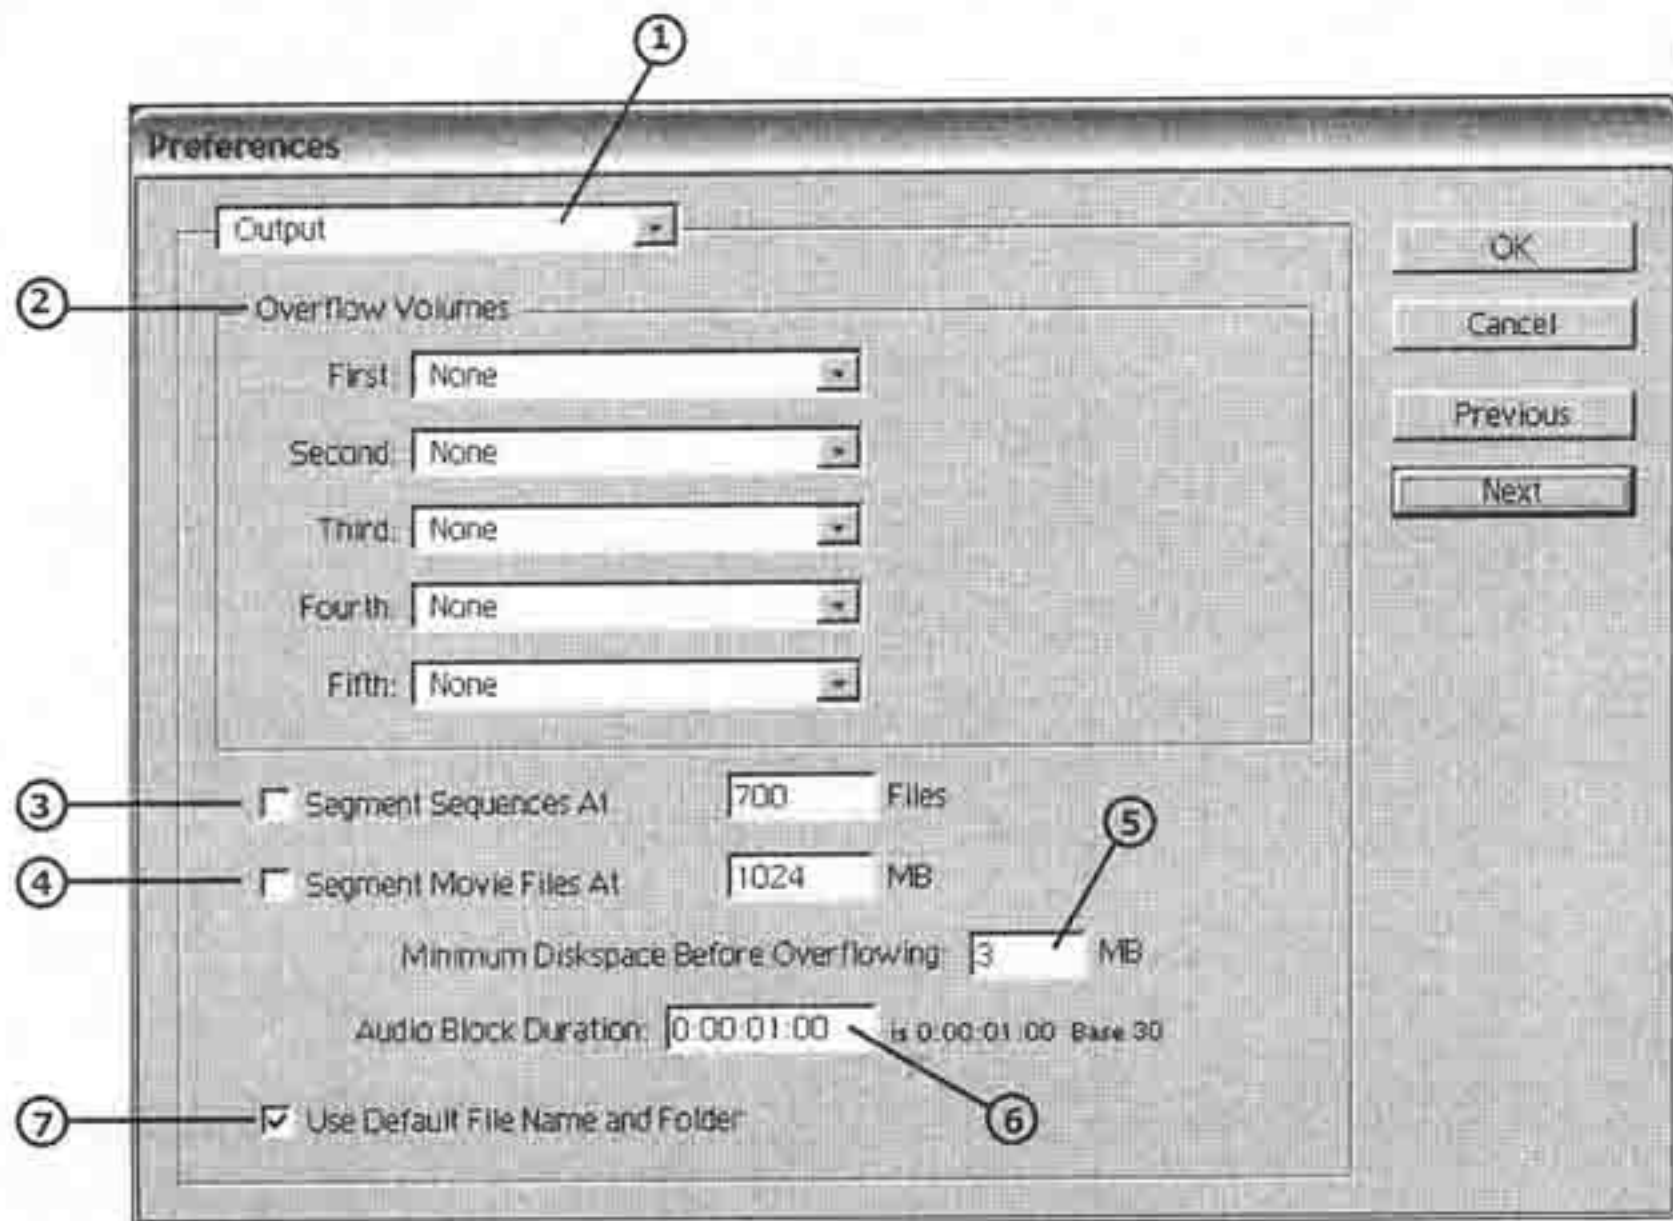 1
Preferences
Output
OK
2
Overflow Volumes
Cancel
First: None
Previous
Second: None
Next
Third: None
Fourth: None
Fifth: None
3
Segment Sequences At 700 Files
5
4
Segment Movie Files At 1024 MB
Minimum Diskspace Before Overflowing: 3 MB
Audio Block Duration: 0:00:01:00 is 0:00:01:00 Base 30
7
Use Default File Name and Folder
6